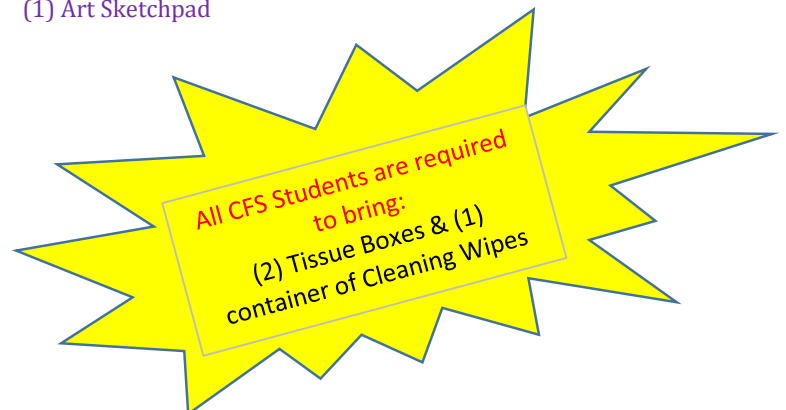 (1) Art Sketchpad
All CFS Students are required
to bring:
(2) Tissue Boxes & (1)
container of Cleaning Wipes